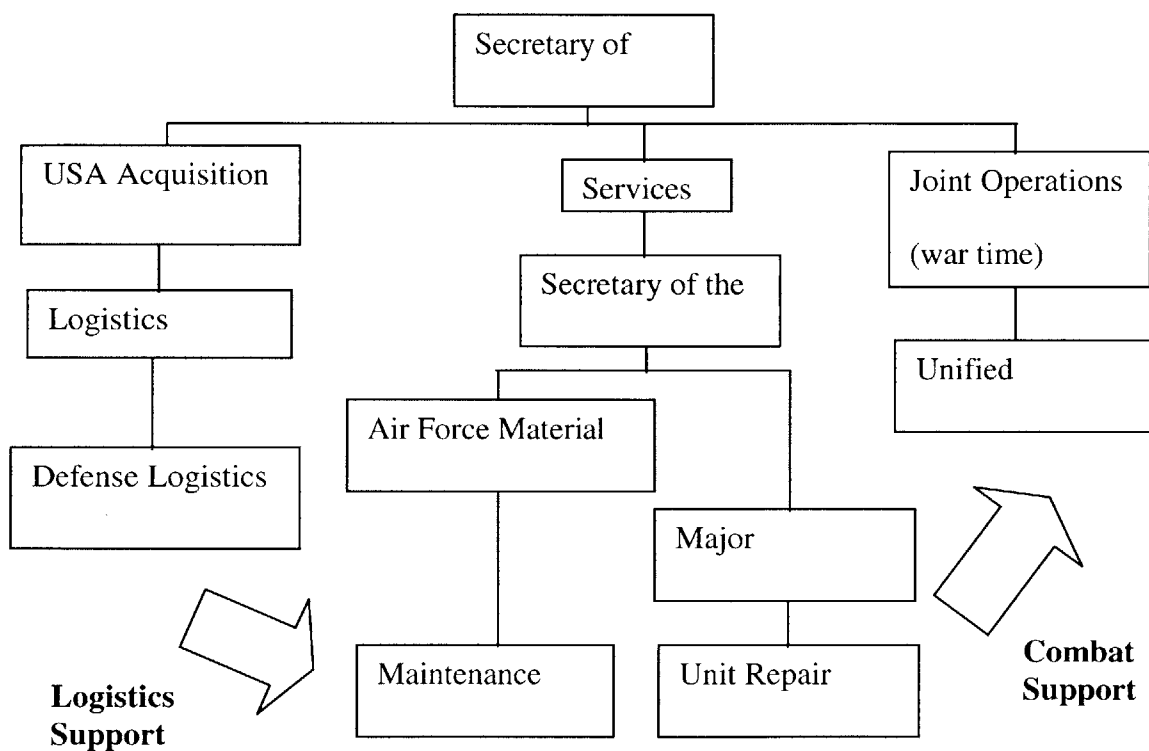 Secretary of
USA Acquisition
Services
Joint Operations
(war time)
Secretary of the
Logistics
Unified
Air Force Material
Defense Logistics
Major
Maintenance
Unit Repair
Logistics
Support
Combat
Support